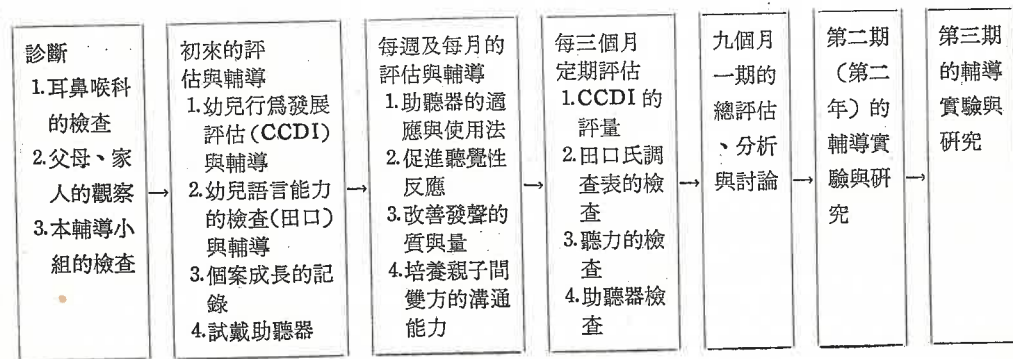 診斷
1.耳鼻喉科
的檢查
2.父母、家
人的觀察
3.本輔導小
組的檢查
初來的評
估與輔導
1.幼兒行爲發展
評估(CCDI)
與輔導
2.幼兒語言能力
的檢查(田口)
與輔導
3.個案成長的記
錄
4.試戴助聽器
每週及每月的
評估與輔導
1.助聽器的適
應與使用法
2.促進聽覺性
反應
3.改善發聲的
質與量
4.培養親子間
雙方的溝通
能力
每三個月
定期評估
1.CCDI的
評量
2.田口氏調
查表的檢
查
3.聽力的檢
查
4.助聽器檢
查
九個月
一期的
總評估
、分析
與討論
第二期
(第二
年)的
輔導實
驗與研
究
第三期
的輔導
實驗與
研究